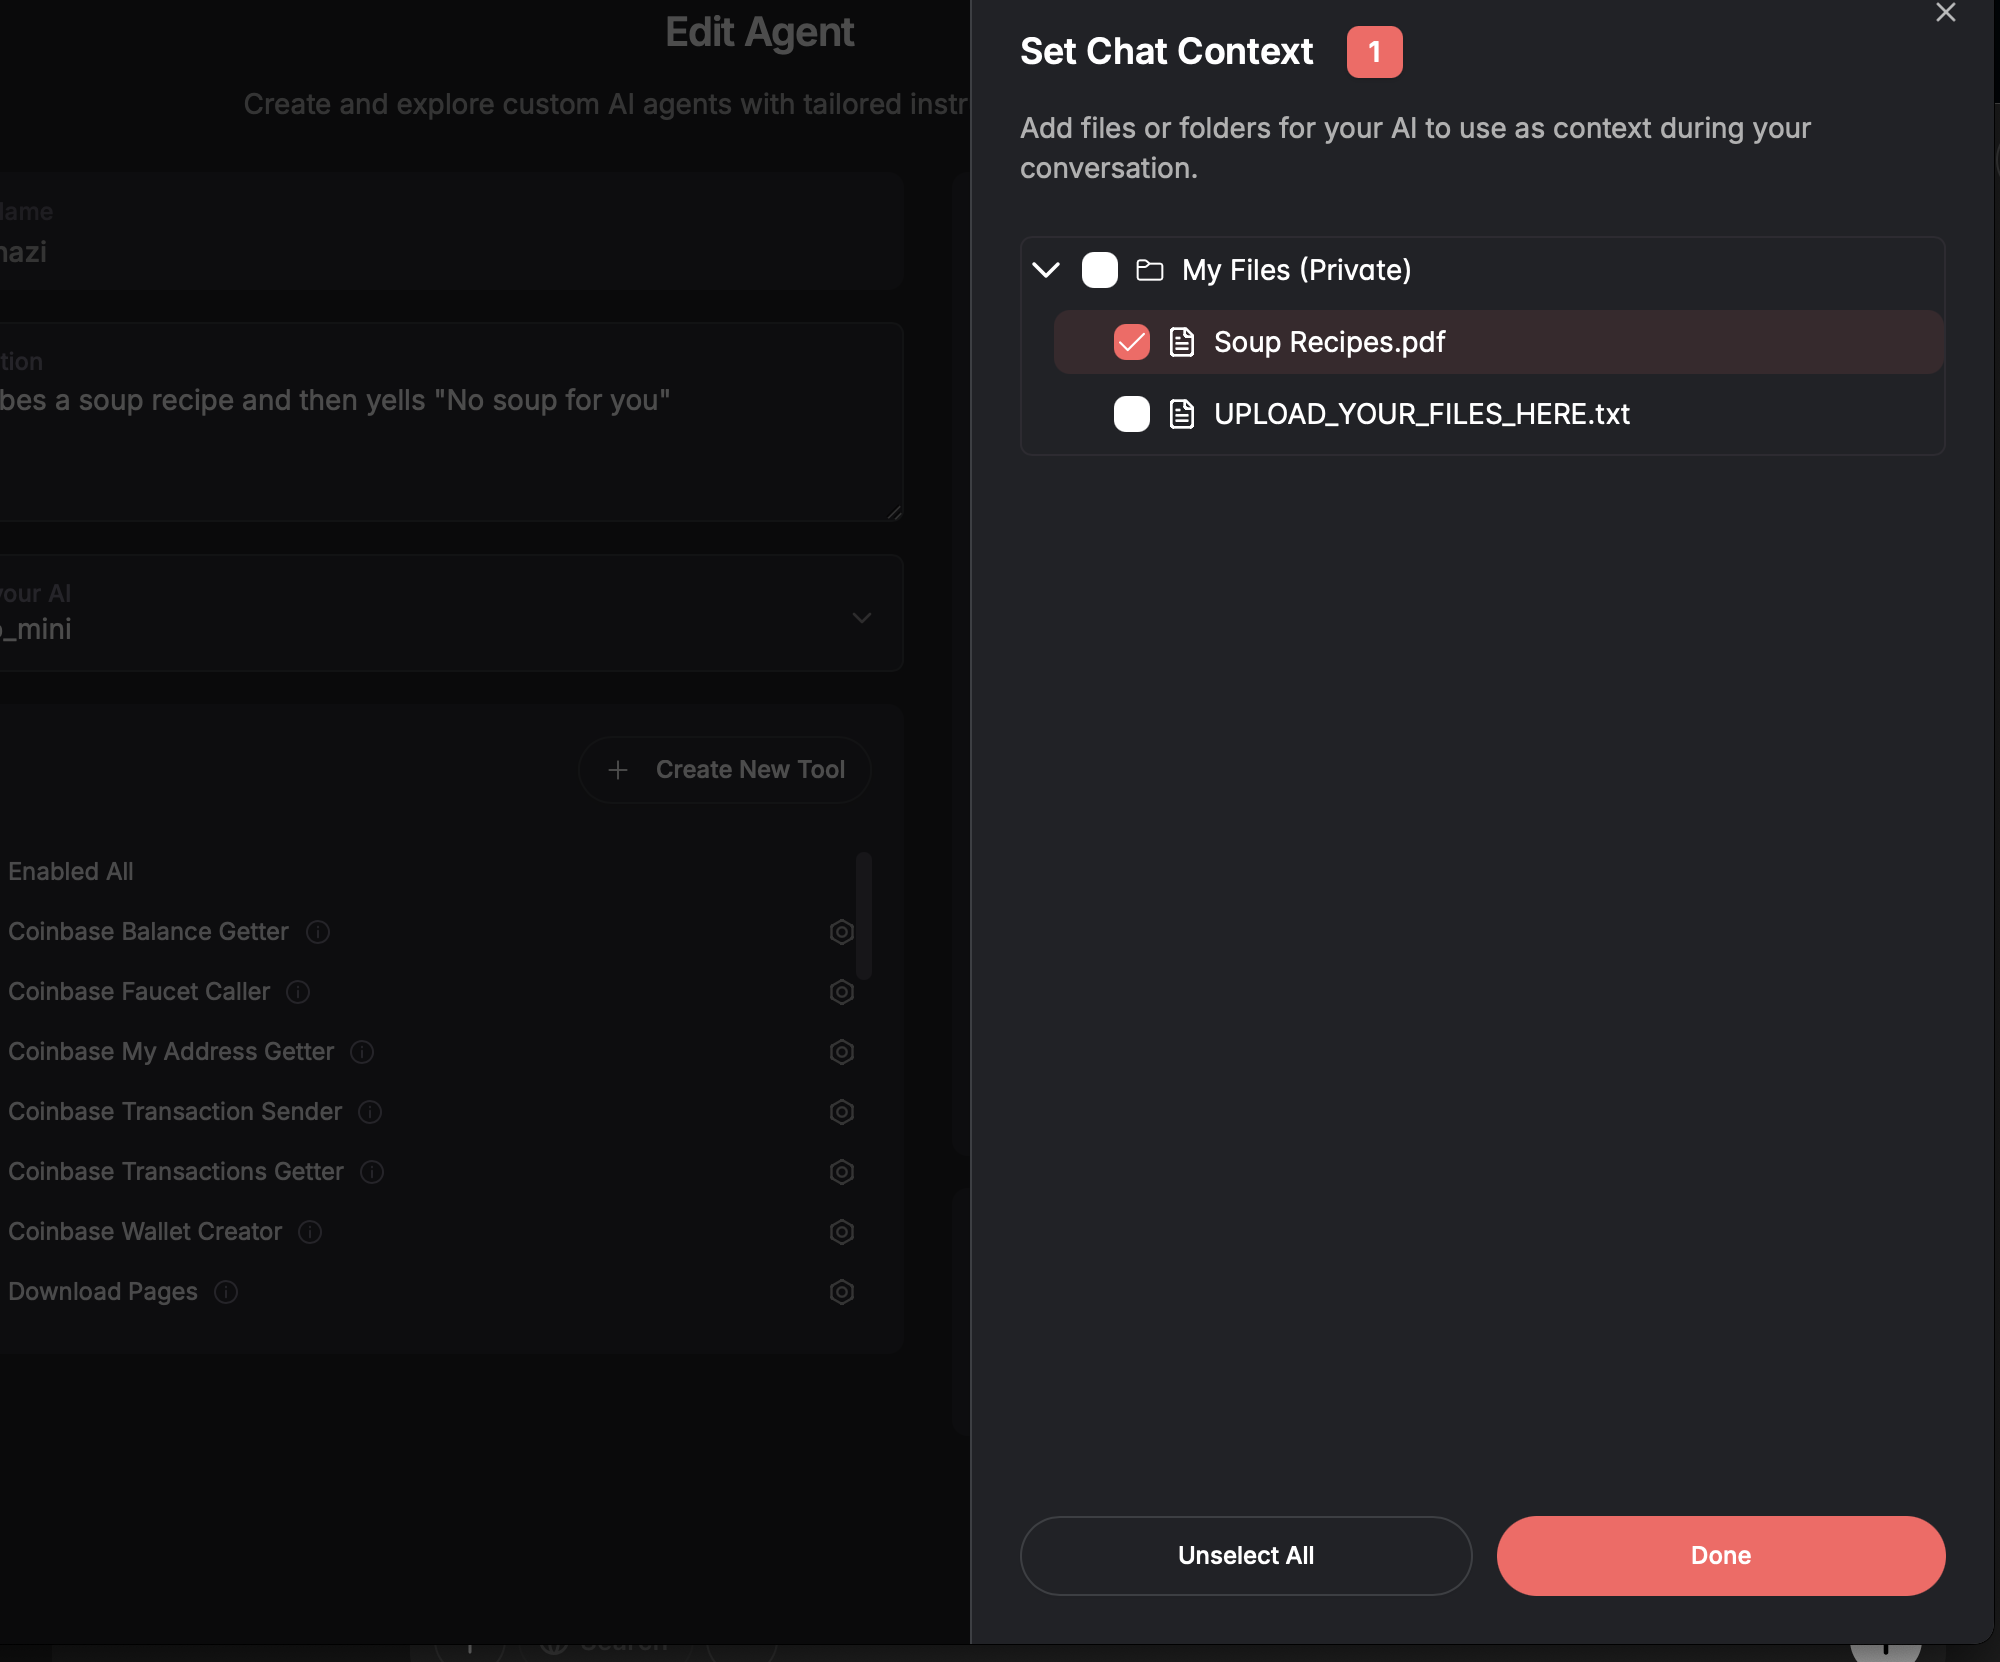 Edit Agent
Create and explore custom AI agents with tailored instr
Name
nazi
tion
bes a soup recipe and then yells "No soup for you"
your AI
o_mini
Create New Tool
Enabled All
Coinbase Balance Getter
Coinbase Faucet Caller
Coinbase My Address Getter
Coinbase Transaction Sender
Coinbase Transactions Getter
Coinbase Wallet Creator
Download Pages
Search
Set Chat Context 1
Add files or folders for your AI to use as context during your
conversation.
My Files (Private)
Soup Recipes.pdf
UPLOAD_YOUR_FILES_HERE.txt
Unselect All
Done